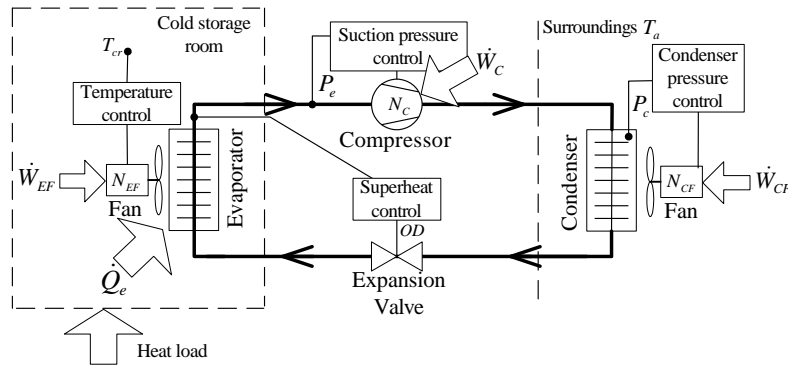 Cold storage
room
T_cr
Temperature
control
Ẇ_EF
N_EF
Fan
Evaporator
Q̇_e
Heat load
Suction pressure
control
P_e
Ẇ_C
N_C
Compressor
Superheat
control
OD
Expansion
Valve
Surroundings T_a
Condenser
pressure
control
P_c
Condenser
N_CF
Fan
Ẇ_CF